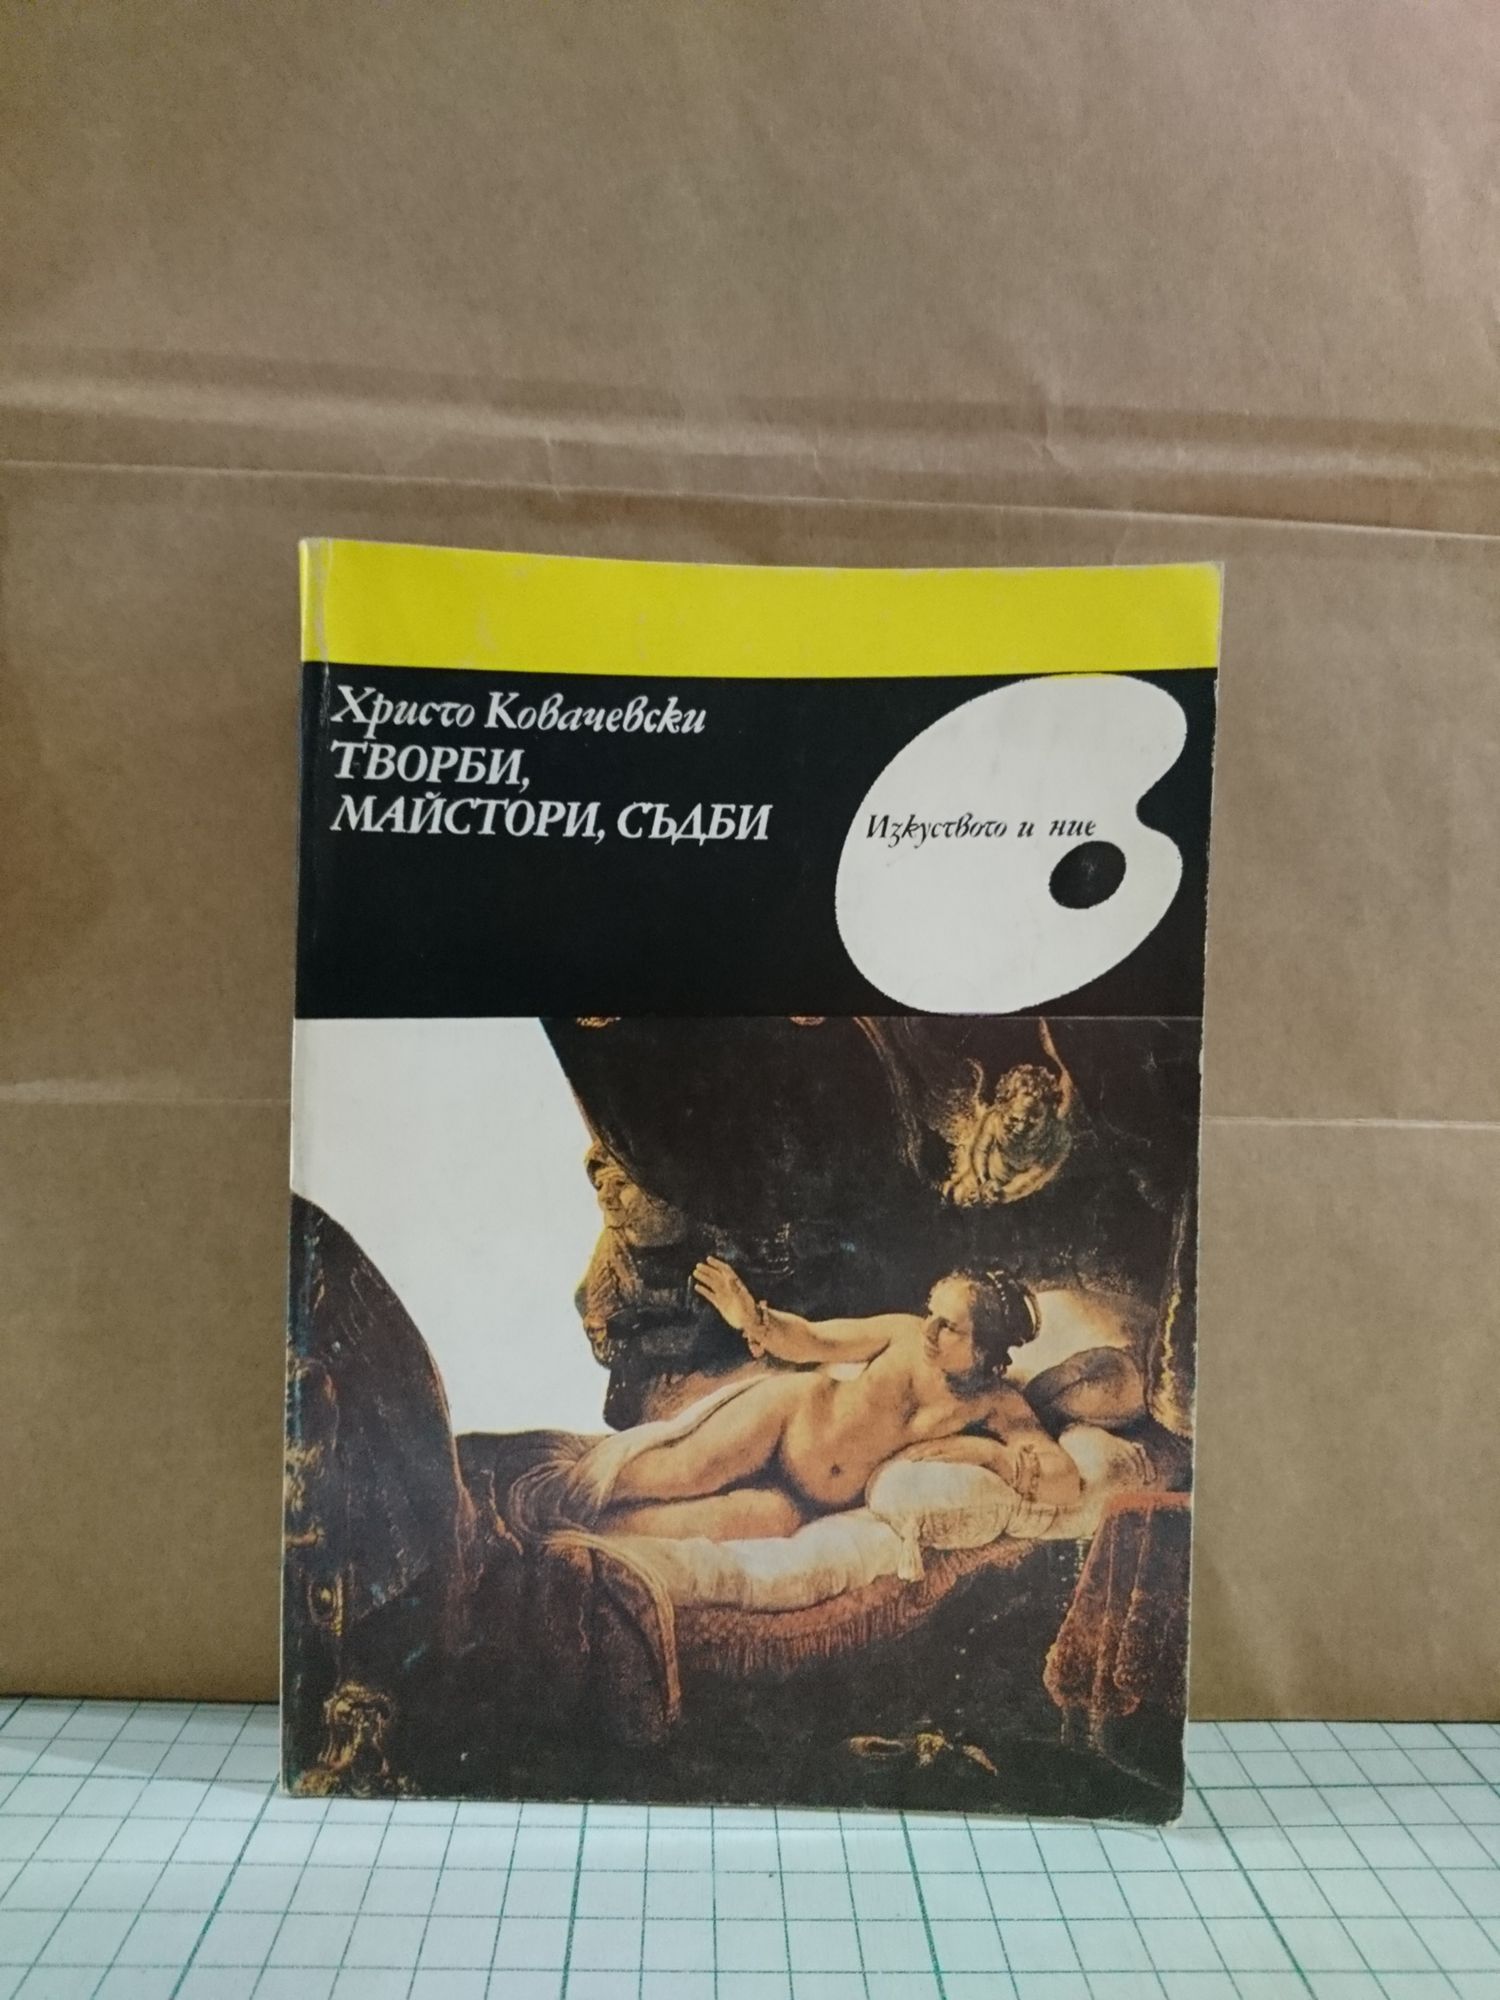 Христо Ковачевски
ТВОРБИ,
МАЙСТОРИ, СЪДБИ
Изкуството и ние